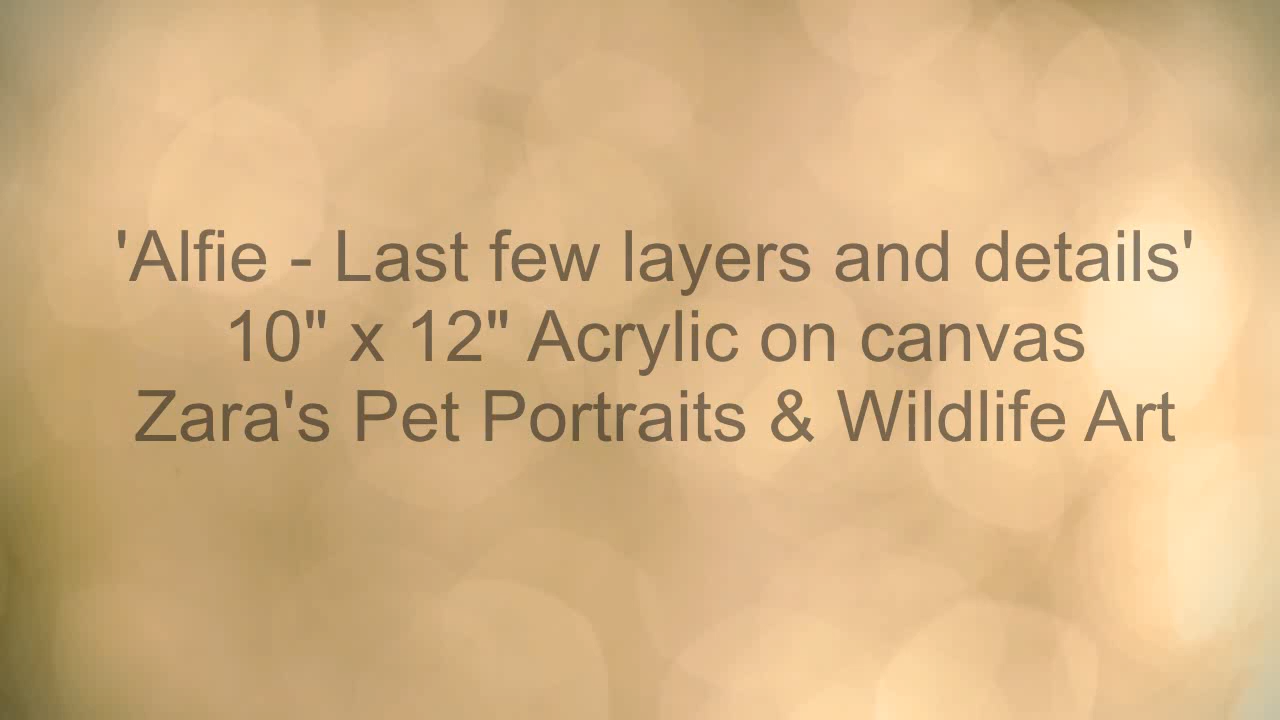 'Alfie - Last few layers and details'
10" x 12" Acrylic on canvas
Zara's Pet Portraits & Wildlife Art